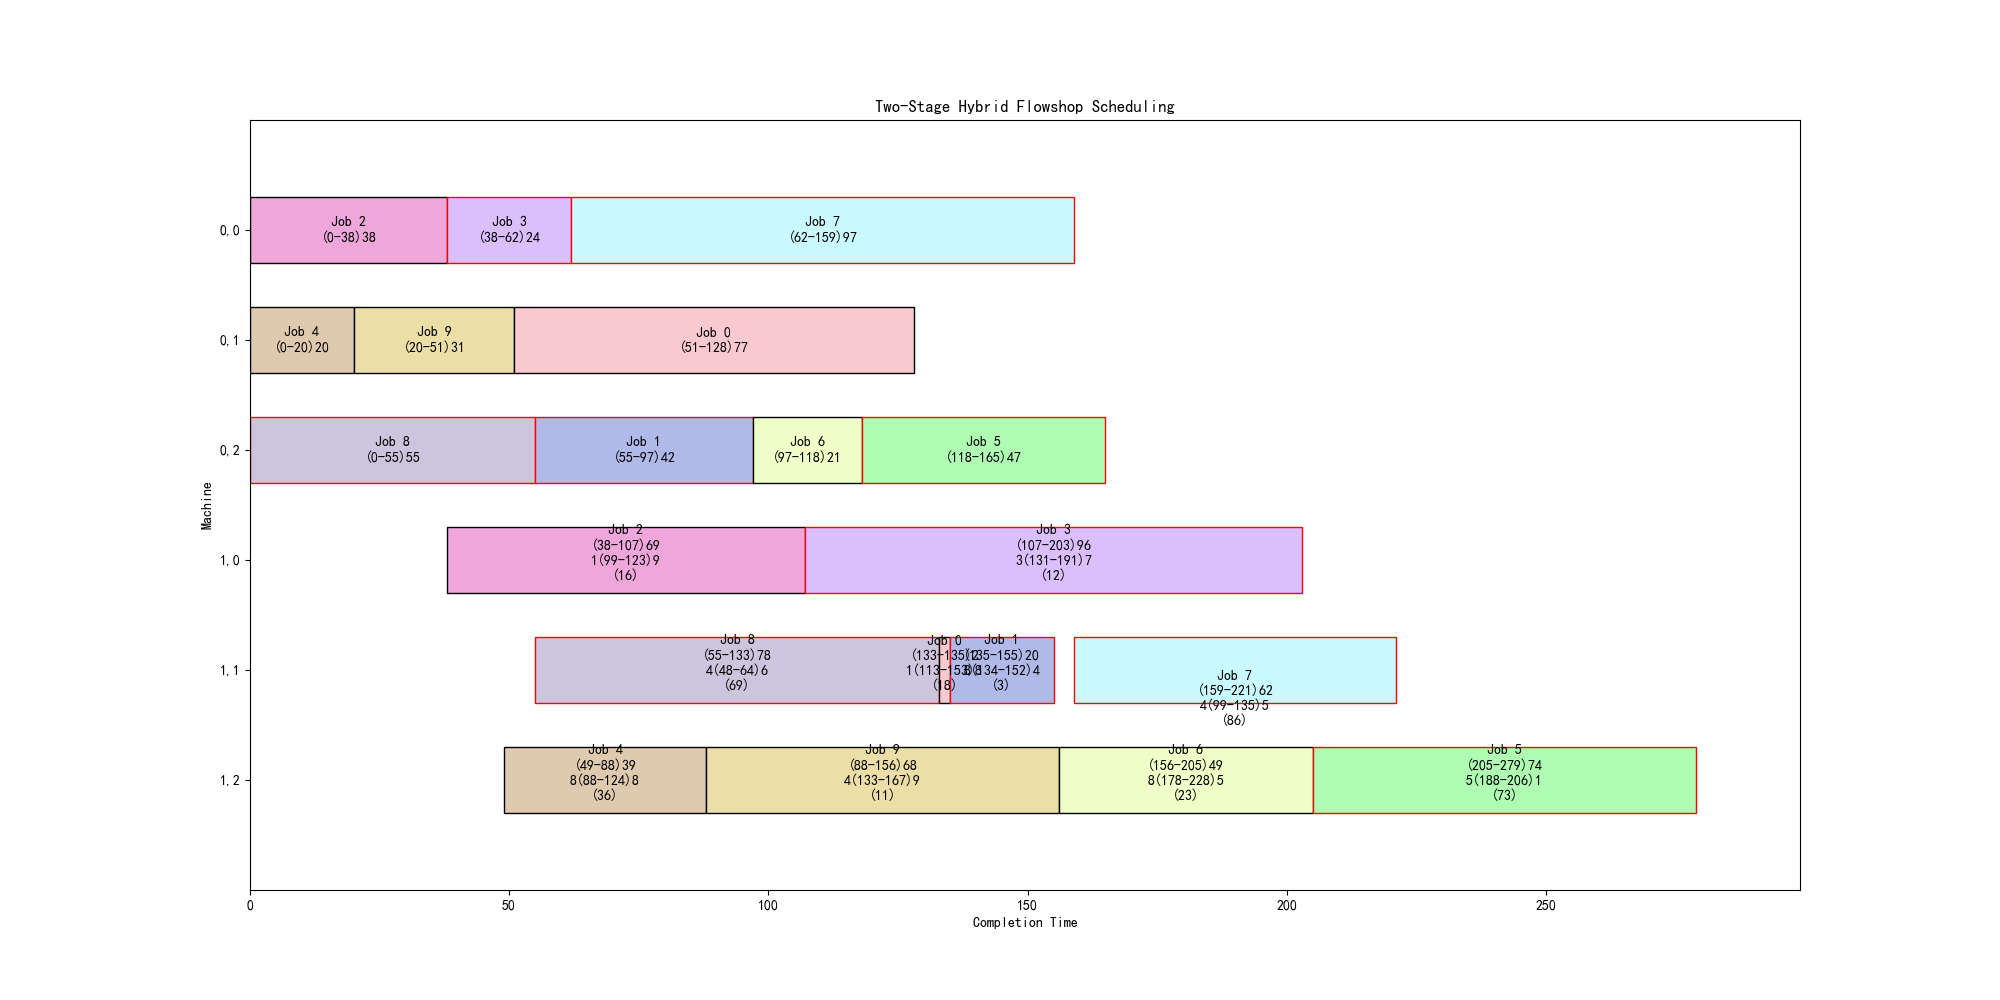 Two-Stage Hybrid Flowshop Scheduling
Machine
0,0
Job 2
(0-38)38
Job 3
(38-62)24
Job 7
(62-159)97
0,1
Job 4
(0-20)20
Job 9
(20-51)31
Job 0
(51-128)77
0,2
Job 8
(0-55)55
Job 1
(55-97)42
Job 6
(97-118)21
Job 5
(118-165)47
1,0
Job 2
(38-107)69
1(99-123)9
(16)
Job 3
(107-203)96
3(131-191)7
(12)
1,1
Job 8
(55-133)78
4(48-64)6
(69)
Job 0
(133-135)2
(18)
Job 1
(135-155)20
(3)
Job 7
(159-221)62
4(99-135)5
(86)
1,2
Job 4
(49-88)39
8(88-124)8
(36)
Job 9
(88-156)68
4(133-167)9
(11)
Job 6
(156-205)49
8(178-228)5
(23)
Job 5
(205-279)74
5(188-206)1
(73)
0
50
100
150
200
250
Completion Time